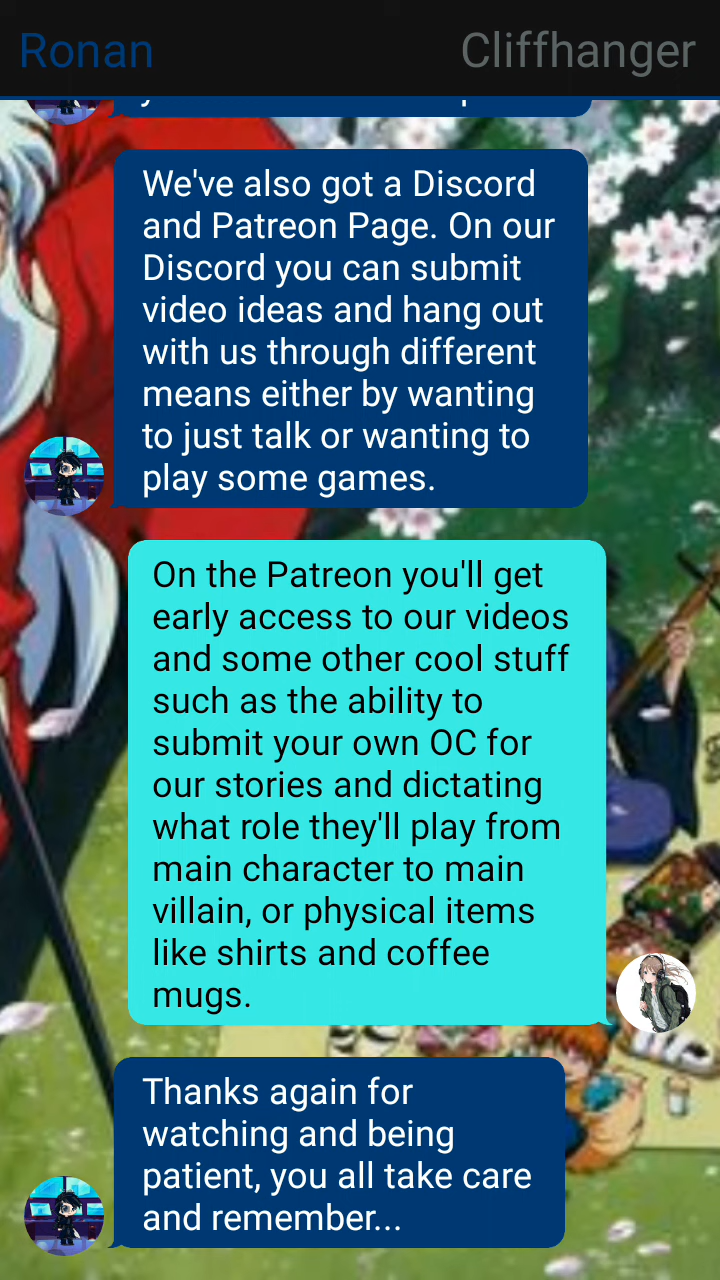 Ronan
Cliffhanger
We've also got a Discord
and Patreon Page. On our
Discord you can submit
video ideas and hang out
with us through different
means either by wanting
to just talk or wanting to
play some games.
On the Patreon you'll get
early access to our videos
and some other cool stuff
such as the ability to
submit your own OC for
our stories and dictating
what role they'll play from
main character to main
villain, or physical items
like shirts and coffee
mugs.
Thanks again for
watching and being
patient, you all take care
and remember...